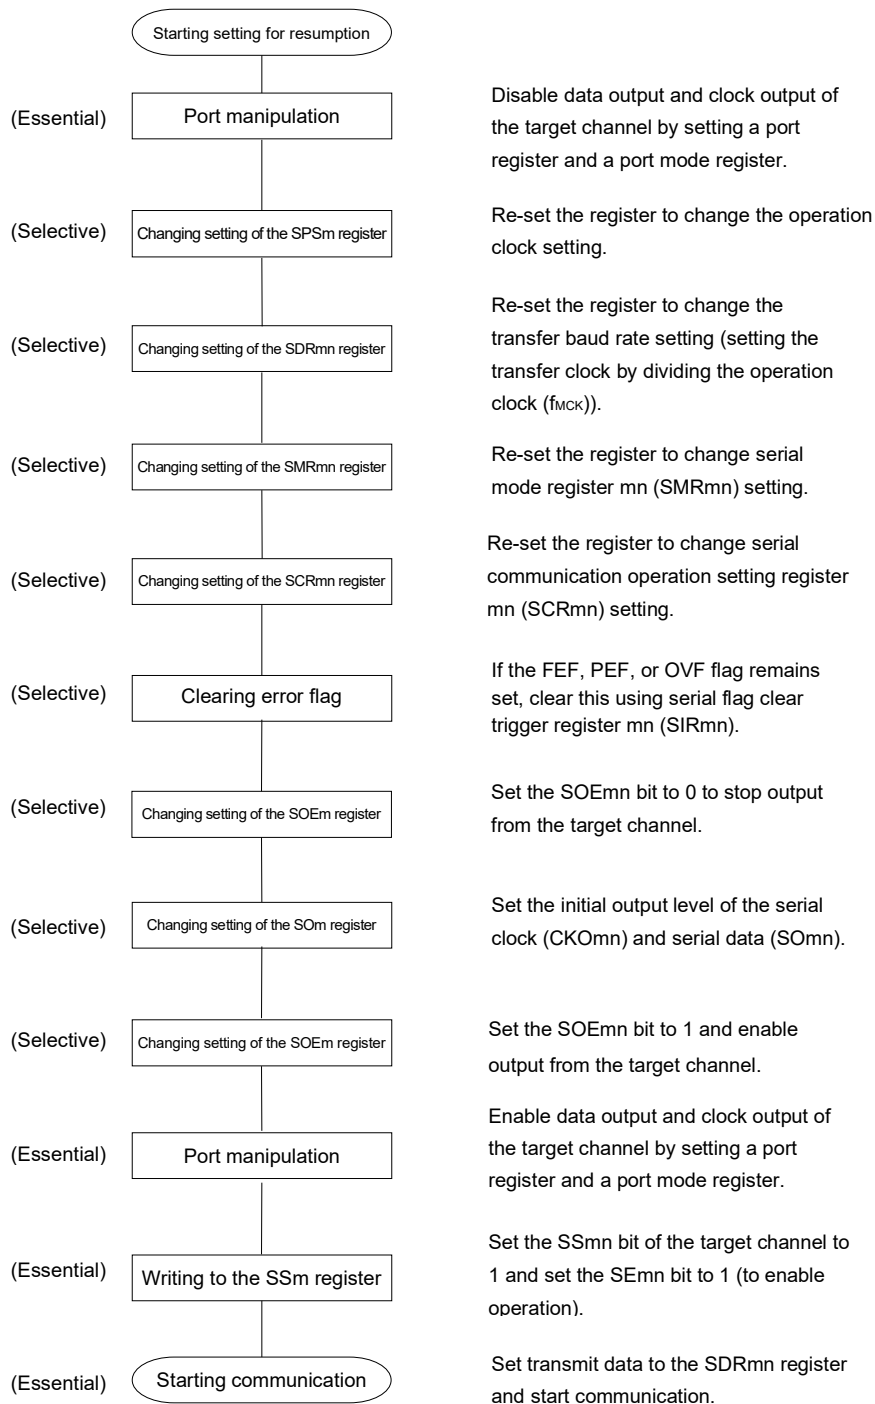 Starting setting for resumption
(Essential)
Port manipulation
Disable data output and clock output of
the target channel by setting a port
register and a port mode register.
(Selective)
Changing setting of the SPSm register
Re-set the register to change the operation
clock setting.
(Selective)
Changing setting of the SDRmn register
Re-set the register to change the
transfer baud rate setting (setting the
transfer clock by dividing the operation
clock (fMCK)).
(Selective)
Changing setting of the SMRmn register
Re-set the register to change serial
mode register mn (SMRmn) setting.
(Selective)
Changing setting of the SCRmn register
Re-set the register to change serial
communication operation setting register
mn (SCRmn) setting.
(Selective)
Clearing error flag
If the FEF, PEF, or OVF flag remains
set, clear this using serial flag clear
trigger register mn (SIRmn).
(Selective)
Changing setting of the SOEm register
Set the SOEmn bit to 0 to stop output
from the target channel.
(Selective)
Changing setting of the SOm register
Set the initial output level of the serial
clock (CKOmn) and serial data (SOmn).
(Selective)
Changing setting of the SOEm register
Set the SOEmn bit to 1 and enable
output from the target channel.
(Essential)
Port manipulation
Enable data output and clock output of
the target channel by setting a port
register and a port mode register.
(Essential)
Writing to the SSm register
Set the SSmn bit of the target channel to
1 and set the SEmn bit to 1 (to enable
operation).
(Essential)
Starting communication
Set transmit data to the SDRmn register
and start communication.